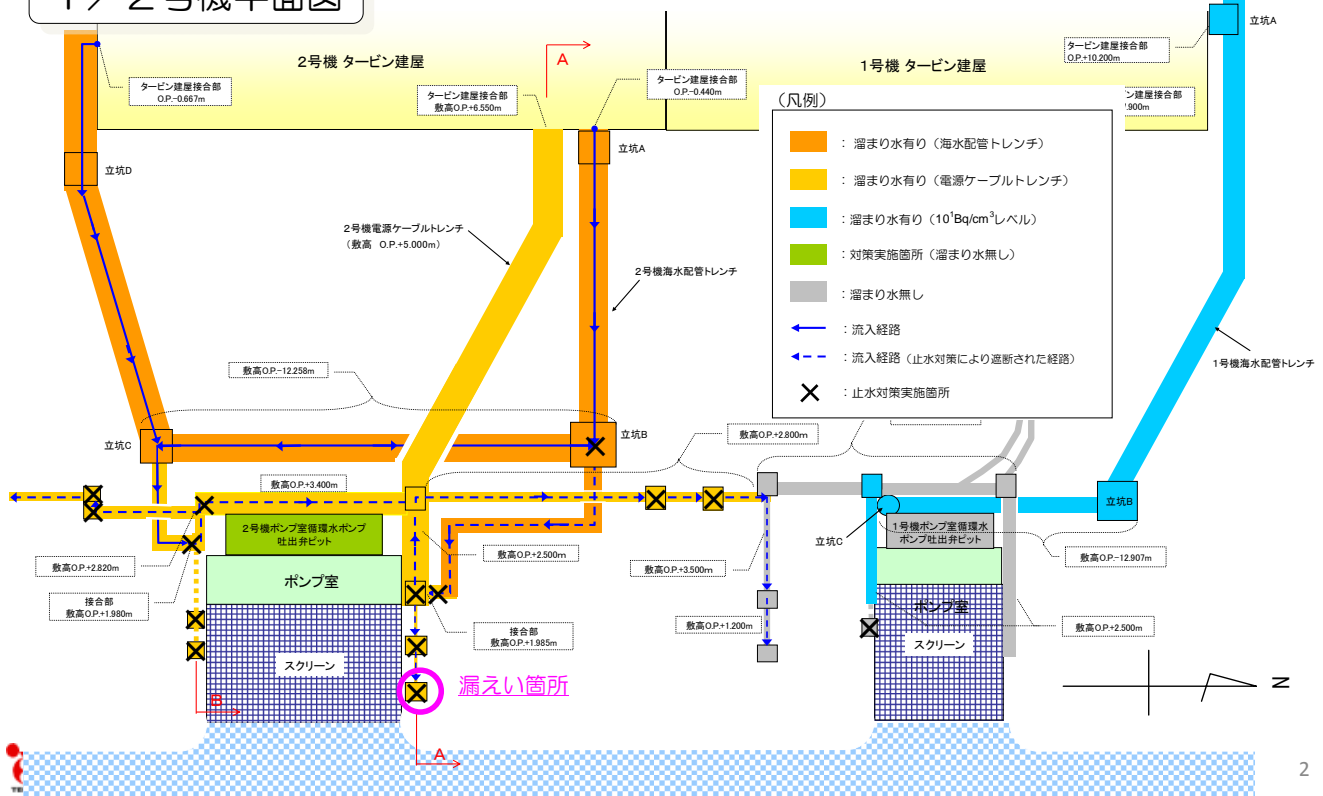 1/2号機平面図
立坑A
2号機 タービン建屋
A
1号機 タービン建屋
タービン建屋接合部
O.P.+10.200m
タービン建屋接合部
O.P.-0.667m
タービン建屋接合部
敷高O.P.+6.550m
タービン建屋接合部
O.P.-0.440m
ン建屋接合部
.900m
(凡例)
:溜まり水有り(海水配管トレンチ)
:溜まり水有り(電源ケーブルトレンチ)
:溜まり水有り(10¹Bq/cm³レベル)
:対策実施箇所(溜まり水無し)
:溜まり水無し
:流入経路
:流入経路(止水対策により遮断された経路)
:止水対策実施箇所
立坑A
立坑D
2号機電源ケーブルトレンチ
(敷高 O.P.+5.000m)
2号機海水配管トレンチ
1号機海水配管トレンチ
敷高O.P.-12.258m
立坑C
立坑B
敷高O.P.+2.800m
敷高O.P.+3.400m
立坑B
2号機ポンプ室循環水ポンプ
吐出弁ピット
1号機ポンプ室循環水
ポンプ吐出弁ピット
立坑C
敷高O.P.+2.500m
敷高O.P.-12.907m
敷高O.P.+2.820m
敷高O.P.+3.500m
ポンプ室
接合部
敷高O.P.+1.980m
ポンプ室
敷高O.P.+1.200m
敷高O.P.+2.500m
接合部
敷高O.P.+1.985m
スクリーン
スクリーン
漏えい箇所
B
N
A
2